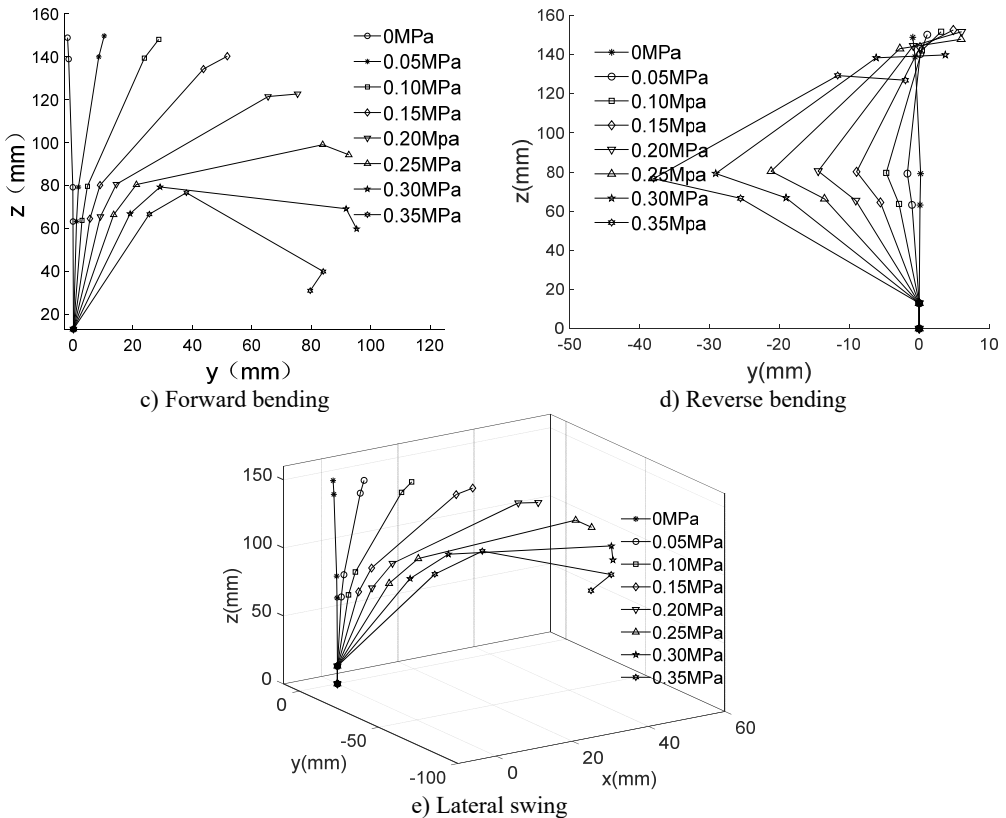 160
140
120
100
80
60
40
20
0
20
40
60
80
100
120
z（mm）
y（mm）
0MPa
0.05MPa
0.10MPa
0.15MPa
0.20Mpa
0.25MPa
0.30MPa
0.35MPa
c) Forward bending
160
140
120
100
80
60
40
20
0
-50
-40
-30
-20
-10
0
10
z(mm)
y(mm)
0MPa
0.05MPa
0.10Mpa
0.15Mpa
0.20MPa
0.25MPa
0.30MPa
0.35Mpa
d) Reverse bending
150
100
50
0
z(mm)
0
-50
-100
y(mm)
0
20
40
60
x(mm)
0MPa
0.05MPa
0.10MPa
0.15MPa
0.20MPa
0.25MPa
0.30MPa
0.35MPa
e) Lateral swing